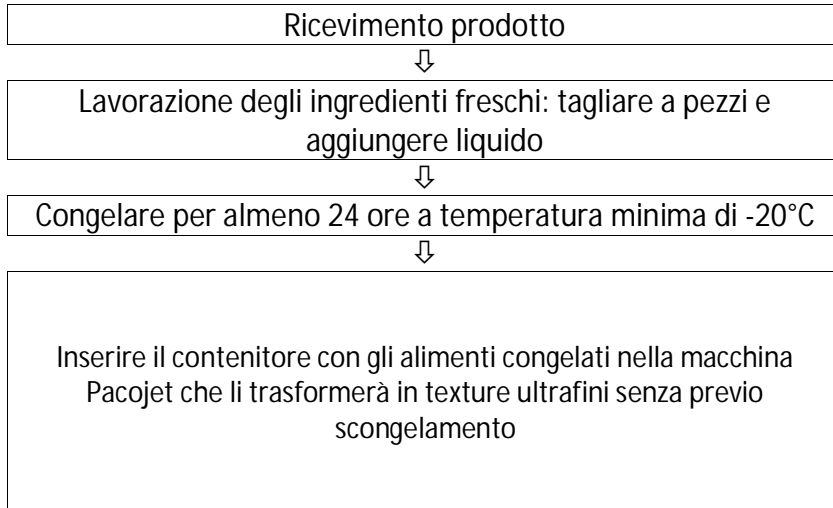 Ricevimento prodotto
⇩
Lavorazione degli ingredienti freschi: tagliare a pezzi e
aggiungere liquido
⇩
Congelare per almeno 24 ore a temperatura minima di -20°C
⇩
Inserire il contenitore con gli alimenti congelati nella macchina
Pacojet che li trasformerà in texture ultrafini senza previo
scongelamento